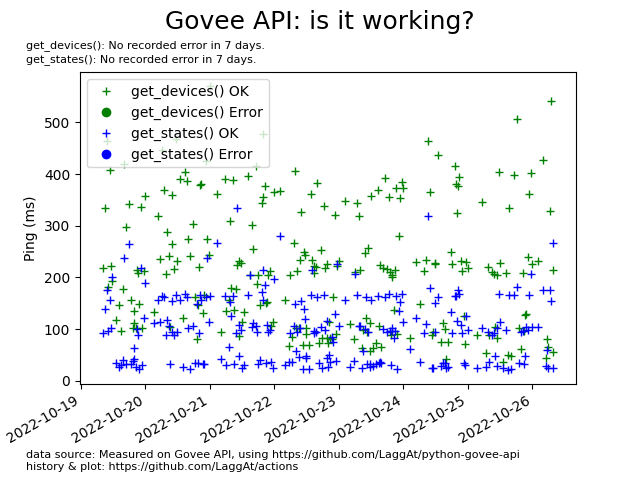 Govee API: is it working?
get_devices(): No recorded error in 7 days.
get_states(): No recorded error in 7 days.
get_devices() OK
get_devices() Error
get_states() OK
get_states() Error
Ping (ms)
500
400
300
200
100
0
2022-10-19
2022-10-20
2022-10-21
2022-10-22
2022-10-23
2022-10-24
2022-10-25
2022-10-26
data source: Measured on Govee API, using https://github.com/LaggAt/python-govee-api
history & plot: https://github.com/LaggAt/actions